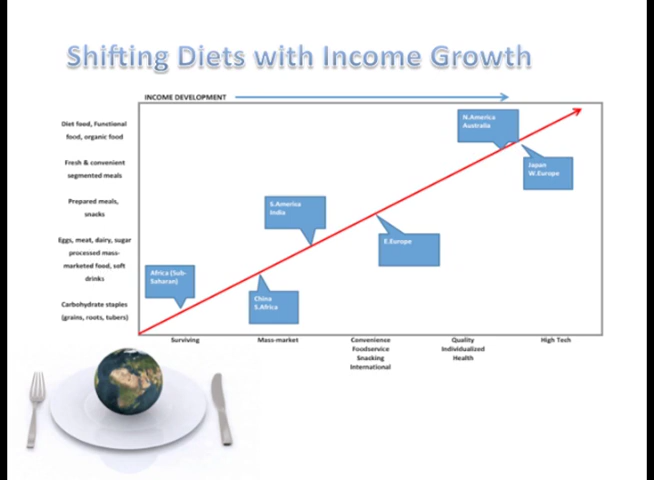 Shifting Diets with Income Growth
INCOME DEVELOPMENT
Diet food, Functional
food, organic food
Fresh & convenient
segmented meals
Prepared meals,
snacks
Eggs, meat, dairy, sugar
processed mass-
marketed food, soft
drinks
Carbohydrate staples
(grains, roots, tubers)
N.America
Australia
Japan
W.Europe
S.America
India
E.Europe
Africa (Sub-
Saharan)
China
S.Africa
Surviving
Mass-market
Convenience
Foodservice
Snacking
International
Quality
Individualized
Health
High Tech